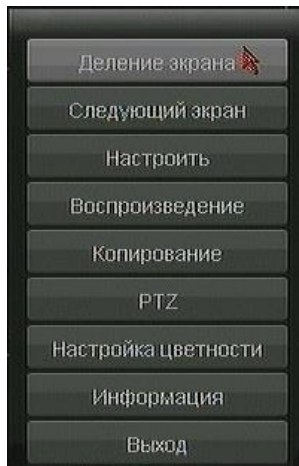 Деление экрана
Следующий экран
Настроить
Воспроизведение
Копирование
PTZ
Настройка цветности
Информация
Выход